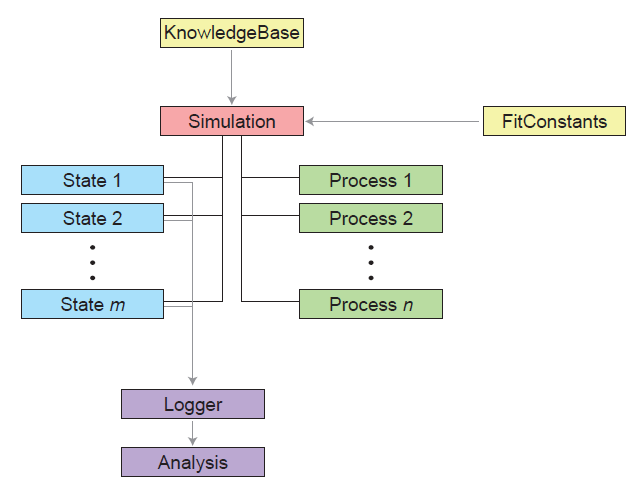 KnowledgeBase
Simulation
FitConstants
State 1
Process 1
State 2
Process 2
State m
Process n
Logger
Analysis